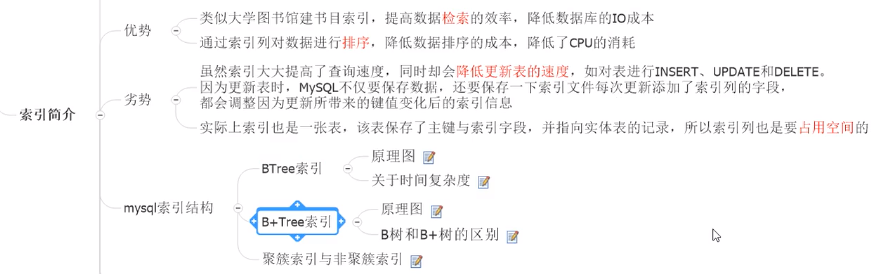 索引简介
优势
类似大学图书馆建书目索引，提高数据检索的效率，降低数据库的IO成本
通过索引列对数据进行排序，降低数据排序的成本，降低了CPU的消耗
劣势
虽然索引大大提高了查询速度，同时却会降低更新表的速度，如对表进行INSERT、UPDATE和DELETE。
因为更新表时，MySQL不仅要保存数据，还要保存一下索引文件每次更新添加了索引列的字段，
都会调整因为更新所带来的键值变化后的索引信息
实际上索引也是一张表，该表保存了主键与索引字段，并指向实体表的记录，所以索引列也是要占用空间的
mysql索引结构
BTree索引
原理图
关于时间复杂度
B+Tree索引
原理图
B树和B+树的区别
聚簇索引与非聚簇索引